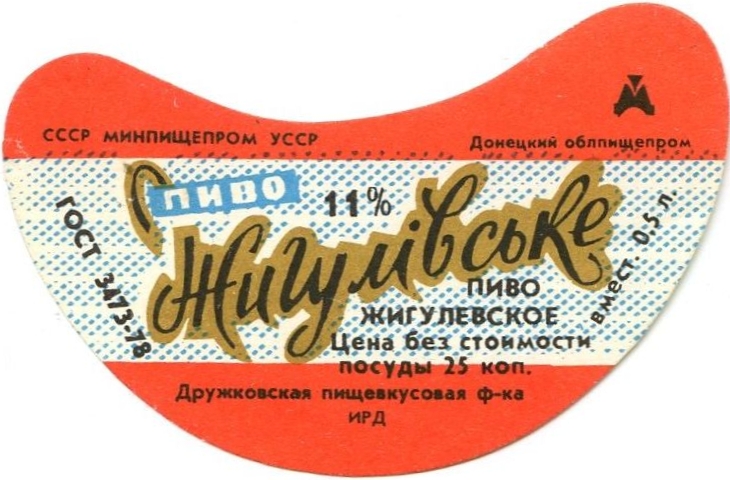 СССР МИНПИЩЕПРОМ УССР
Донецкий облпищепром
ПИВО
11%
Жигулівське
ГОСТ 3473-78
вмест. 0,5 л.
ПИВО
ЖИГУЛЕВСКОЕ
Цена без стоимости
посуды 25 коп.
Дружковская пищевкусовая ф-ка
ИРД